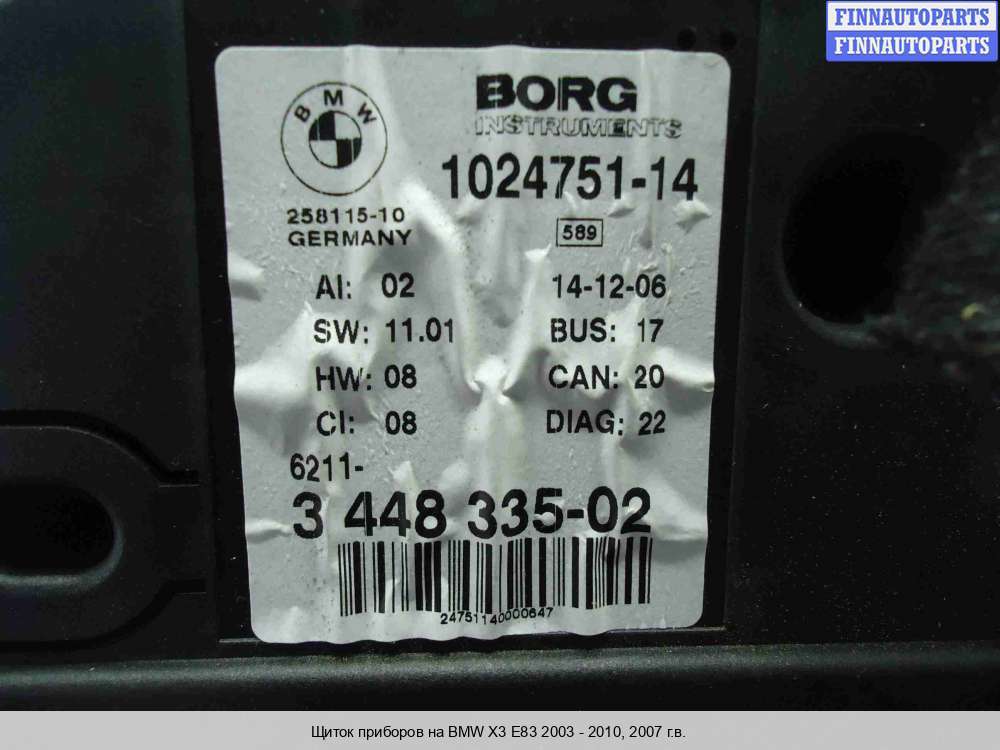 FINNAUTOPARTS
FINNAUTOPARTS
BMW
BORG
INSTRUMENTS
1024751-14
258115-10
GERMANY
589
AI: 02
14-12-06
SW: 11.01
BUS: 17
HW: 08
CAN: 20
CI: 08
DIAG: 22
6211-
3 448 335-02
24751140000647
Щиток приборов на BMW X3 E83 2003 - 2010, 2007 г.в.